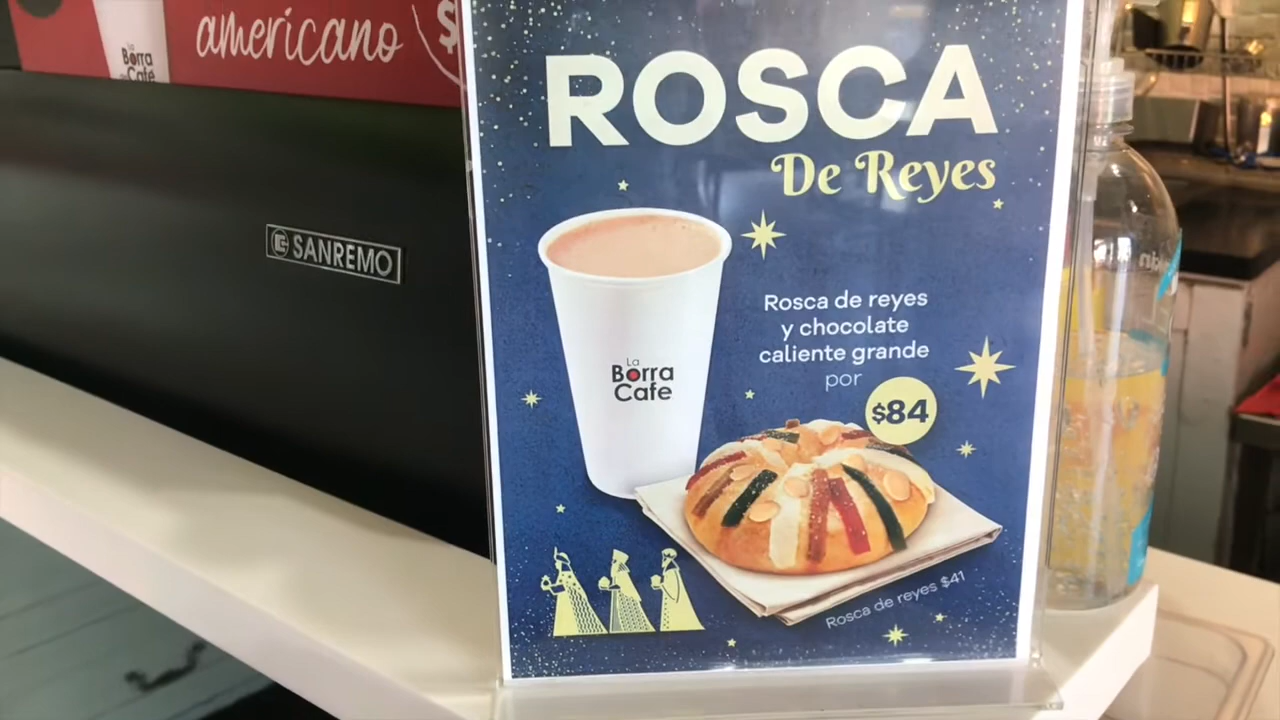 americano $
La
Borra
Cafe
SANREMO
ROSCA
De Reyes
Rosca de reyes
y chocolate
caliente grande
por
$84
La
Borra
Cafe
Rosca de reyes $41